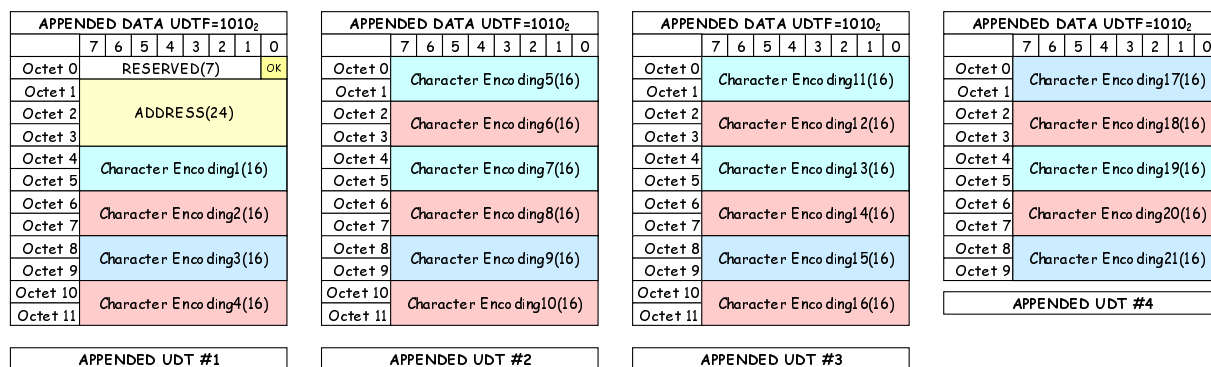 APPENDED DATA UDTF=1010₂
7 6 5 4 3 2 1 0
Octet 0 RESERVED(7) OK
Octet 1
Octet 2 ADDRESS(24)
Octet 3
Octet 4
Character Encoding1(16)
Octet 5
Octet 6
Character Encoding2(16)
Octet 7
Octet 8
Character Encoding3(16)
Octet 9
Octet 10
Character Encoding4(16)
Octet 11
APPENDED UDT #1
APPENDED DATA UDTF=1010₂
7 6 5 4 3 2 1 0
Octet 0
Character Encoding5(16)
Octet 1
Octet 2
Character Encoding6(16)
Octet 3
Octet 4
Character Encoding7(16)
Octet 5
Octet 6
Character Encoding8(16)
Octet 7
Octet 8
Character Encoding9(16)
Octet 9
Octet 10
Character Encoding10(16)
Octet 11
APPENDED UDT #2
APPENDED DATA UDTF=1010₂
7 6 5 4 3 2 1 0
Octet 0
Character Encoding11(16)
Octet 1
Octet 2
Character Encoding12(16)
Octet 3
Octet 4
Character Encoding13(16)
Octet 5
Octet 6
Character Encoding14(16)
Octet 7
Octet 8
Character Encoding15(16)
Octet 9
Octet 10
Character Encoding16(16)
Octet 11
APPENDED UDT #3
APPENDED DATA UDTF=1010₂
7 6 5 4 3 2 1 0
Octet 0
Character Encoding17(16)
Octet 1
Octet 2
Character Encoding18(16)
Octet 3
Octet 4
Character Encoding19(16)
Octet 5
Octet 6
Character Encoding20(16)
Octet 7
Octet 8
Character Encoding21(16)
Octet 9
APPENDED UDT #4